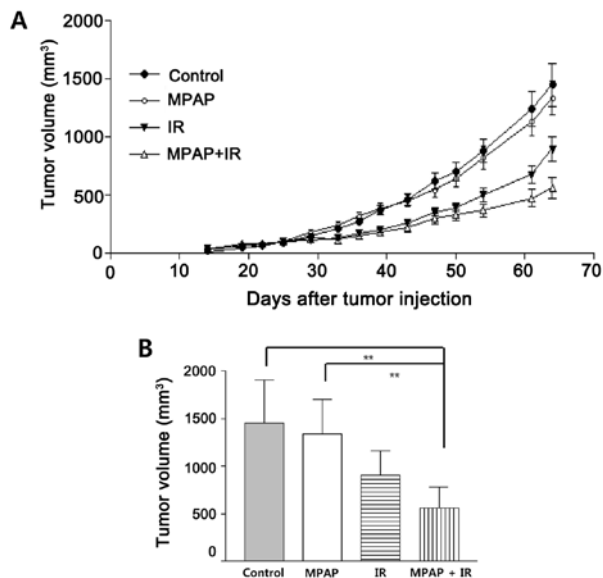 A
2000
1500
1000
500
0
Tumor volume (mm³)
Control
MPAP
IR
MPAP+IR
0 10 20 30 40 50 60 70
Days after tumor injection
B
2000
1500
1000
500
0
Tumor volume (mm³)
**
**
Control MPAP IR MPAP + IR